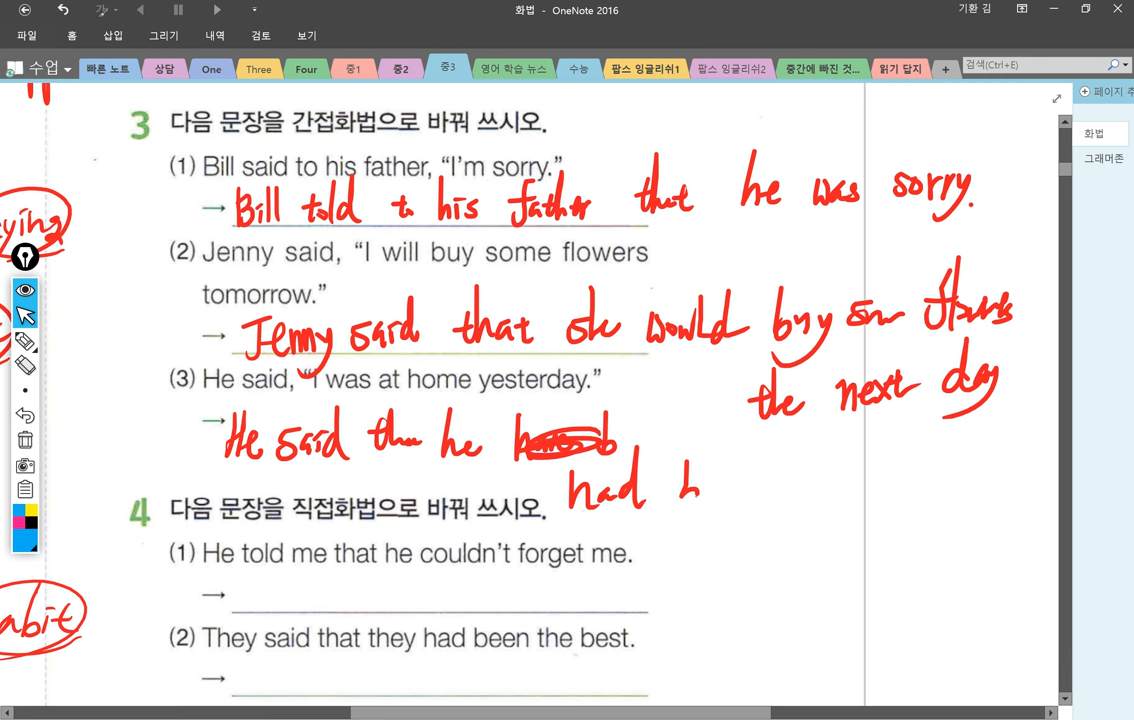 화법 - OneNote 2016
기환 김
파일 홈 삽입 그리기 내역 검토 보기
수업 빠른 노트 상담 One Three Four 중1 중2 중3 영어 학습 뉴스 수능 팝스 잉글리쉬1 팝스 잉글리쉬2 중간에 빠진 것... 읽기 답지 + 검색(Ctrl+E)
페이지 추
화법
그래머존
ying
abit
3 다음 문장을 간접화법으로 바꿔 쓰시오.
(1) Bill said to his father, “I’m sorry.”
→ Bill told to his father that he was sorry.
(2) Jenny said, “I will buy some flowers
tomorrow.”
→ Jenny said that she would buy some flowers
the next day
(3) He said, “I was at home yesterday.”
→ He said that he
had b
4 다음 문장을 직접화법으로 바꿔 쓰시오.
(1) He told me that he couldn’t forget me.
→
(2) They said that they had been the best.
→